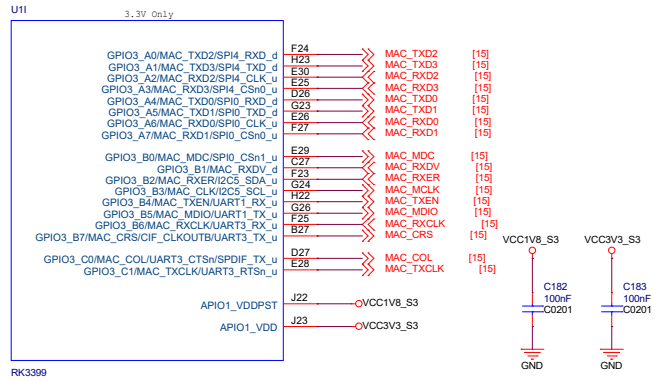 U1I
3.3V Only
GPIO3_A0/MAC_TXD2/SPI4_RXD_d F24 MAC_TXD2 [15]
GPIO3_A1/MAC_TXD3/SPI4_TXD_d H23 MAC_TXD3 [15]
GPIO3_A2/MAC_RXD2/SPI4_CLK_u E30 MAC_RXD2 [15]
GPIO3_A3/MAC_RXD3/SPI4_CSn0_u E25 MAC_RXD3 [15]
GPIO3_A4/MAC_TXD0/SPI0_RXD_d D26 MAC_TXD0 [15]
GPIO3_A5/MAC_TXD1/SPI0_TXD_d G23 MAC_TXD1 [15]
GPIO3_A6/MAC_RXD0/SPI0_CLK_u E26 MAC_RXD0 [15]
GPIO3_A7/MAC_RXD1/SPI0_CSn0_u F27 MAC_RXD1 [15]
GPIO3_B0/MAC_MDC/SPI0_CSn1_u E29 MAC_MDC [15]
GPIO3_B1/MAC_RXDV_d C27 MAC_RXDV [15]
GPIO3_B2/MAC_RXER/I2C5_SDA_u F23 MAC_RXER [15]
GPIO3_B3/MAC_CLK/I2C5_SCL_u G24 MAC_MCLK [15]
GPIO3_B4/MAC_TXEN/UART1_RX_u H22 MAC_TXEN [15]
GPIO3_B5/MAC_MDIO/UART1_TX_u G26 MAC_MDIO [15]
GPIO3_B6/MAC_RXCLK/UART3_RX_u F25 MAC_RXCLK [15]
GPIO3_B7/MAC_CRS/CIF_CLKOUTB/UART3_TX_u B27 MAC_CRS [15]
GPIO3_C0/MAC_COL/UART3_CTSn/SPDIF_TX_u D27 MAC_COL [15]
GPIO3_C1/MAC_TXCLK/UART3_RTSn_u E28 MAC_TXCLK [15]
APIO1_VDDPST J22 VCC1V8_S3
APIO1_VDD J23 VCC3V3_S3
RK3399
VCC1V8_S3 VCC3V3_S3
C182 C183
100nF 100nF
C0201 C0201
GND GND